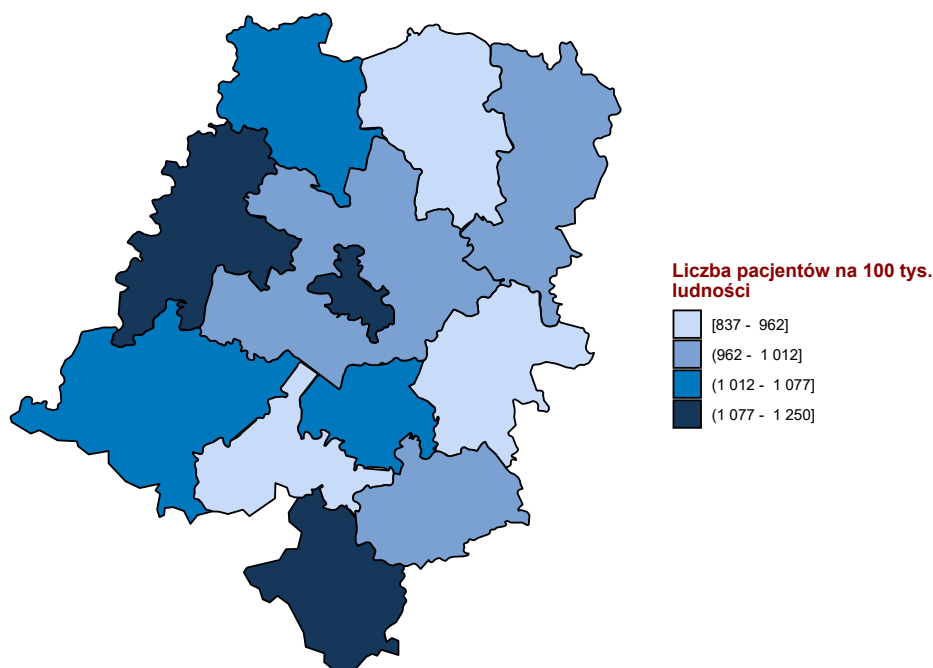 Liczba pacjentów na 100 tys.
ludności
[837 - 962]
(962 - 1 012]
(1 012 - 1 077]
(1 077 - 1 250]